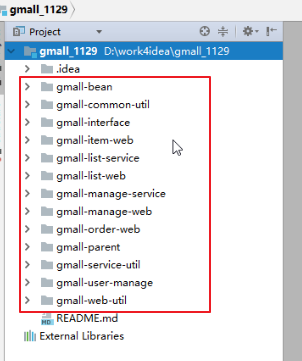 gmall_1129
Project
gmall_1129 D:\work4idea\gmall_1129
.idea
gmall-bean
gmall-common-util
gmall-interface
gmall-item-web
gmall-list-service
gmall-list-web
gmall-manage-service
gmall-manage-web
gmall-order-web
gmall-parent
gmall-service-util
gmall-user-manage
gmall-web-util
README.md
External Libraries